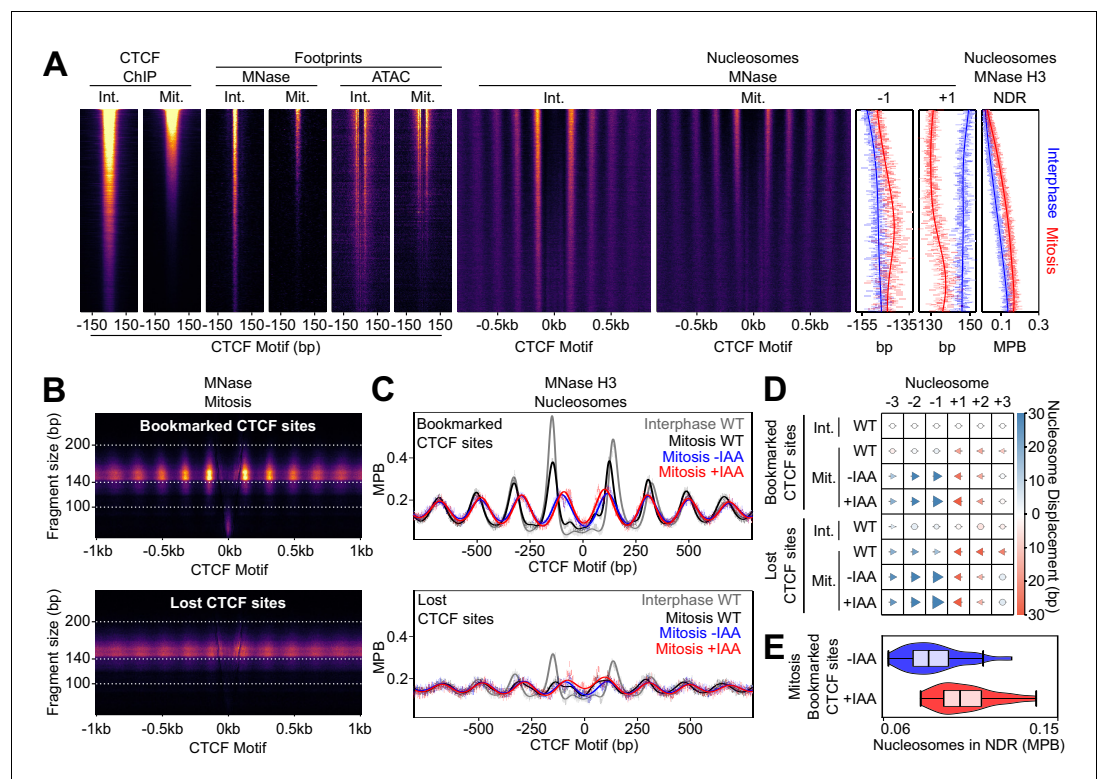 A
CTCF
ChIP
Footprints
MNase
ATAC
Nucleosomes
MNase
Nucleosomes
MNase H3
Int. Mit. Int. Mit. Int. Mit. Int. Mit. -1 +1 NDR
Interphase
Mitosis
-150 150 -150 150 -150 150 -150 150 -150 150 -150 150 -0.5kb 0kb 0.5kb -0.5kb 0kb 0.5kb -155 -135 130 150 0.1 0.3
CTCF Motif (bp) CTCF Motif CTCF Motif bp bp MPB
B
MNase
Mitosis
Bookmarked CTCF sites
Fragment size (bp)
200
140
100
-1kb 0.5kb 0kb 0.5kb 1kb
CTCF Motif
Lost CTCF sites
Fragment size (bp)
200
140
100
-1kb 0.5kb 0kb 0.5kb 1kb
CTCF Motif
C
MNase H3
Nucleosomes
Bookmarked
CTCF sites
Interphase WT
Mitosis WT
Mitosis -IAA
Mitosis +IAA
MPB
0.4
0.2
-500 -250 0 250 500
CTCF Motif (bp)
Lost
CTCF sites
Interphase WT
Mitosis WT
Mitosis -IAA
Mitosis +IAA
MPB
0.4
0.2
-500 -250 0 250 500
CTCF Motif (bp)
D
Nucleosome
-3 -2 -1 +1 +2 +3
Bookmarked
CTCF sites
Int. WT
WT
Mit. -IAA
+IAA
Lost
CTCF sites
Int. WT
WT
Mit. -IAA
+IAA
30
20
10
0
10
20
30
Nucleosome Displacement (bp)
E
Mitosis
Bookmarked
CTCF sites
-IAA
+IAA
0.06 0.15
Nucleosomes in NDR (MPB)